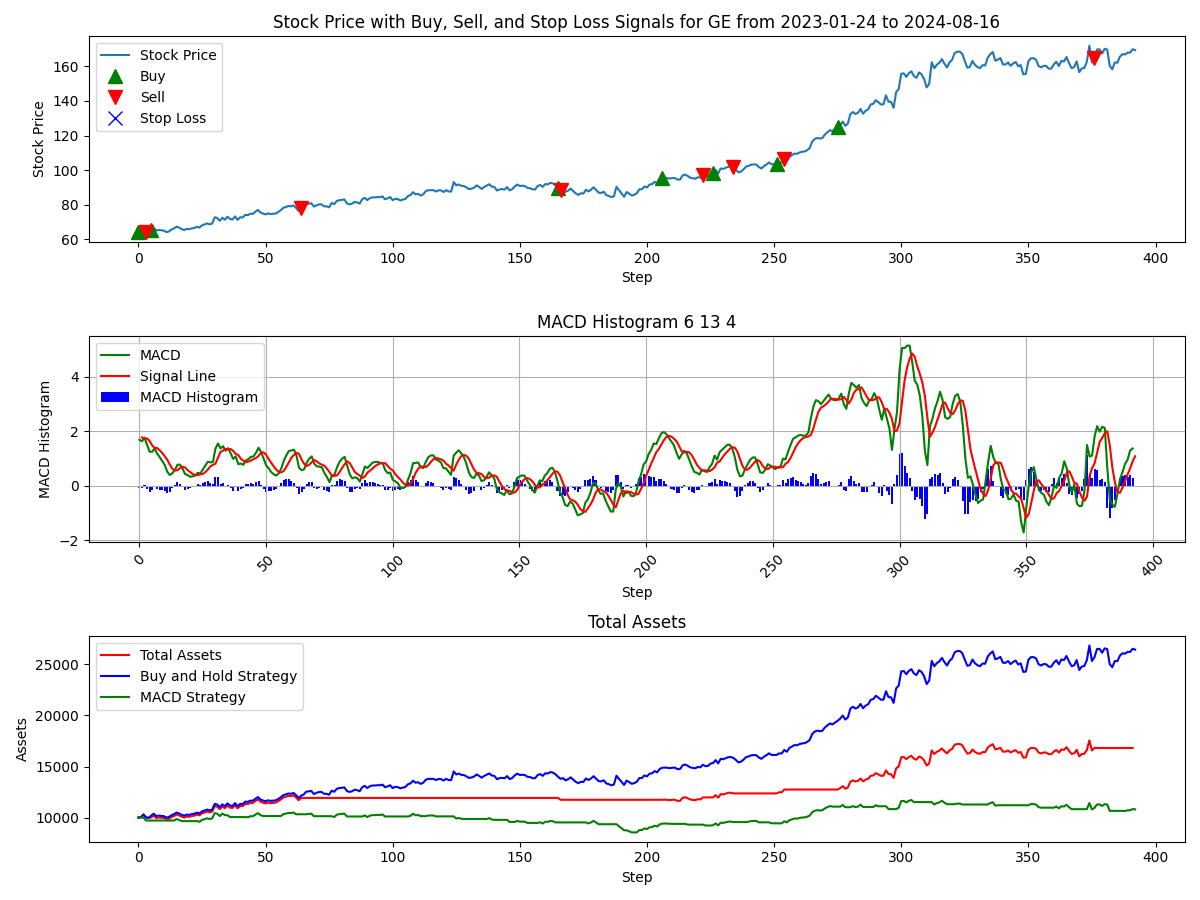 Stock Price with Buy, Sell, and Stop Loss Signals for GE from 2023-01-24 to 2024-08-16
Stock Price
Buy
Sell
Stop Loss
Stock Price
160
140
120
100
80
60
0 50 100 150 200 250 300 350 400
Step
MACD Histogram 6 13 4
MACD
Signal Line
MACD Histogram
MACD Histogram
4
2
0
−2
0 50 100 150 200 250 300 350 400
Step
Total Assets
Total Assets
Buy and Hold Strategy
MACD Strategy
Assets
25000
20000
15000
10000
0 50 100 150 200 250 300 350 400
Step